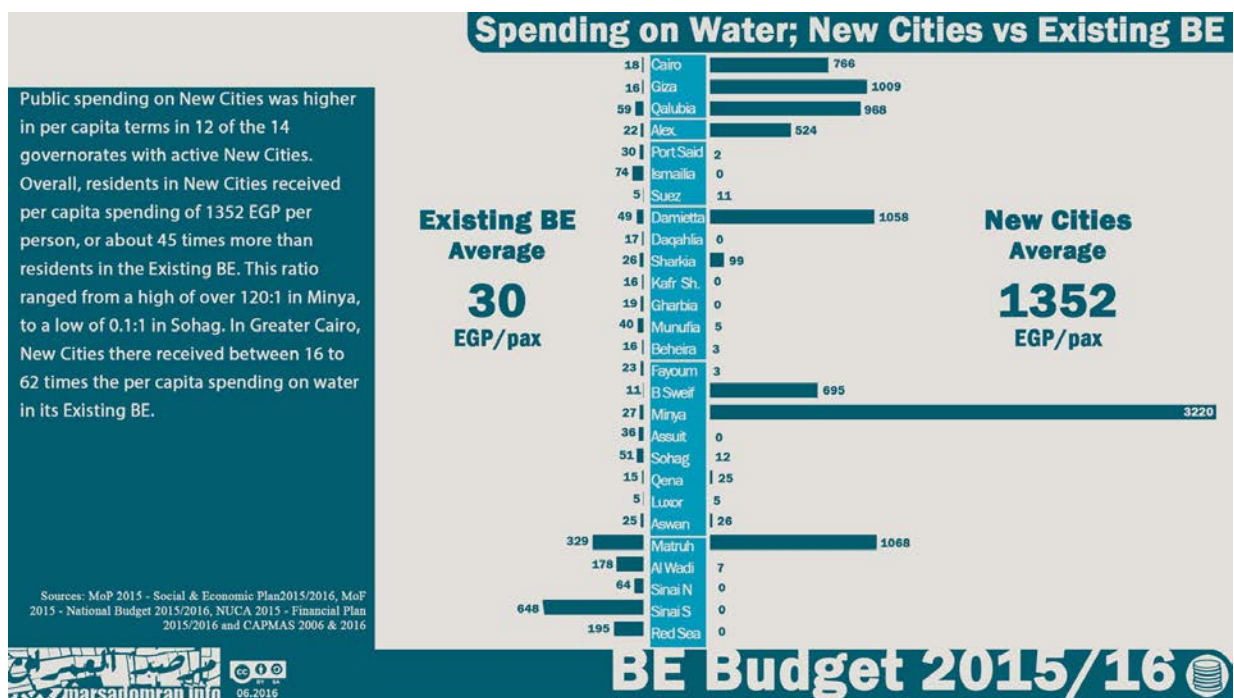 Spending on Water; New Cities vs Existing BE
Public spending on New Cities was higher
in per capita terms in 12 of the 14
governorates with active New Cities.
Overall, residents in New Cities received
per capita spending of 1352 EGP per
person, or about 45 times more than
residents in the Existing BE. This ratio
ranged from a high of over 120:1 in Minya,
to a low of 0.1:1 in Sohag. In Greater Cairo,
New Cities there received between 16 to
62 times the per capita spending on water
in its Existing BE.
Sources: MoP 2015 - Social & Economic Plan2015/2016, MoF
2015 - National Budget 2015/2016, NUCA 2015 - Financial Plan
2015/2016 and CAPMAS 2006 & 2016
Existing BE
Average
30
EGP/pax
18 Cairo 766
16 Giza 1009
59 Qalubia 968
22 Alex. 524
30 Port Said 2
74 Ismailia 0
5 Suez 11
49 Damietta 1058
17 Daqahlia 0
26 Sharkia 99
16 Kafr Sh. 0
19 Gharbia 0
40 Munufia 5
16 Beheira 3
23 Fayoum 3
11 B Sweif 695
27 Minya 3220
36 Assuit 0
51 Sohag 12
15 Qena 25
5 Luxor 5
25 Aswan 26
329 Matruh 1068
178 Al Wadi 7
64 Sinai N 0
648 Sinai S 0
195 Red Sea 0
New Cities
Average
1352
EGP/pax
marsadomran.info
cc
BY SA
06.2016
BE Budget 2015/16